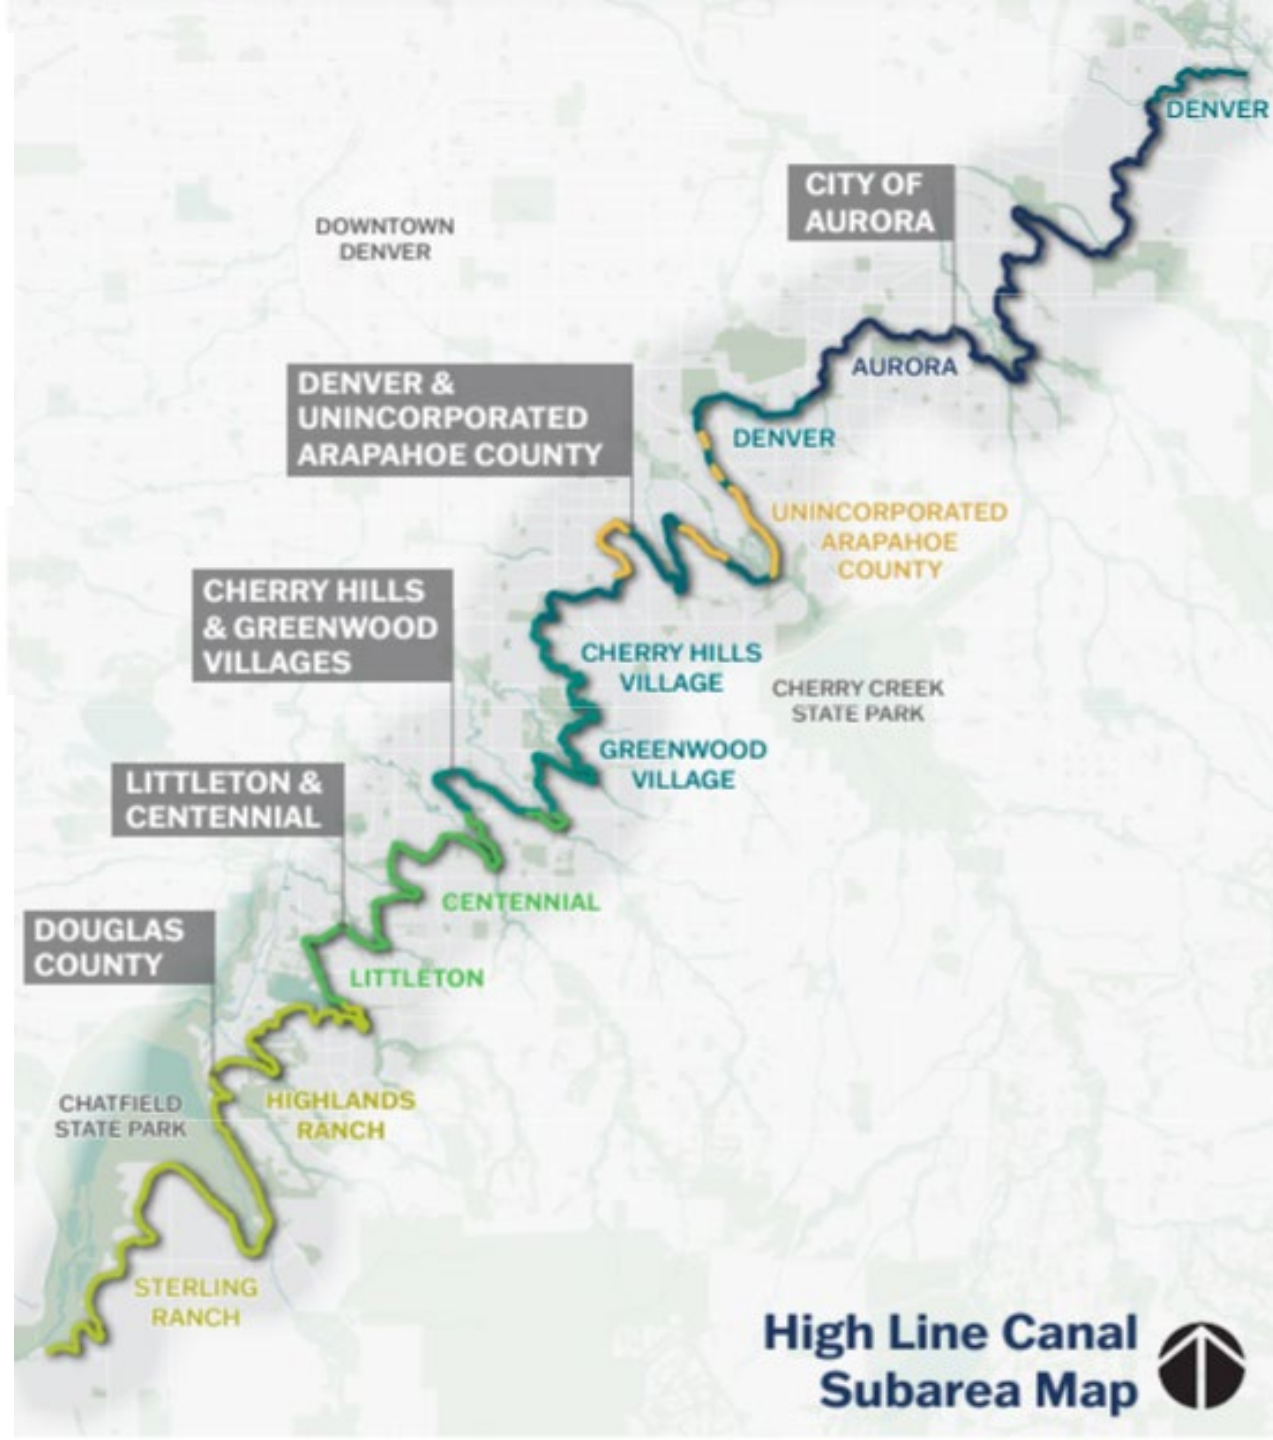 DENVER
CITY OF
AURORA
DOWNTOWN
DENVER
AURORA
DENVER &
UNINCORPORATED
ARAPAHOE COUNTY
DENVER
UNINCORPORATED
ARAPAHOE
COUNTY
CHERRY HILLS
& GREENWOOD
VILLAGES
CHERRY HILLS
VILLAGE
CHERRY CREEK
STATE PARK
GREENWOOD
VILLAGE
LITTLETON &
CENTENNIAL
CENTENNIAL
DOUGLAS
COUNTY
LITTLETON
CHATFIELD
STATE PARK
HIGHLANDS
RANCH
STERLING
RANCH
High Line Canal
Subarea Map